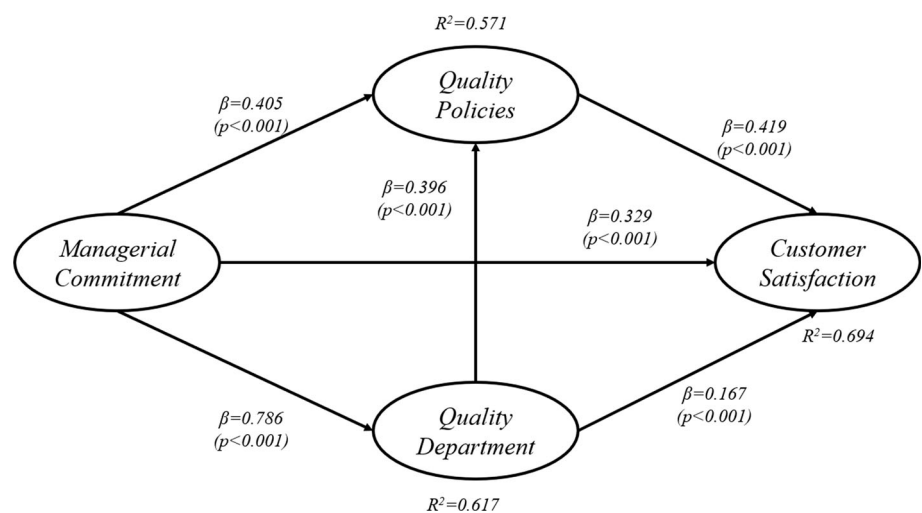 R²=0.571
Quality
Policies
β=0.405
(p<0.001)
β=0.419
(p<0.001)
β=0.396
(p<0.001)
β=0.329
(p<0.001)
Managerial
Commitment
Customer
Satisfaction
R²=0.694
β=0.786
(p<0.001)
Quality
Department
β=0.167
(p<0.001)
R²=0.617